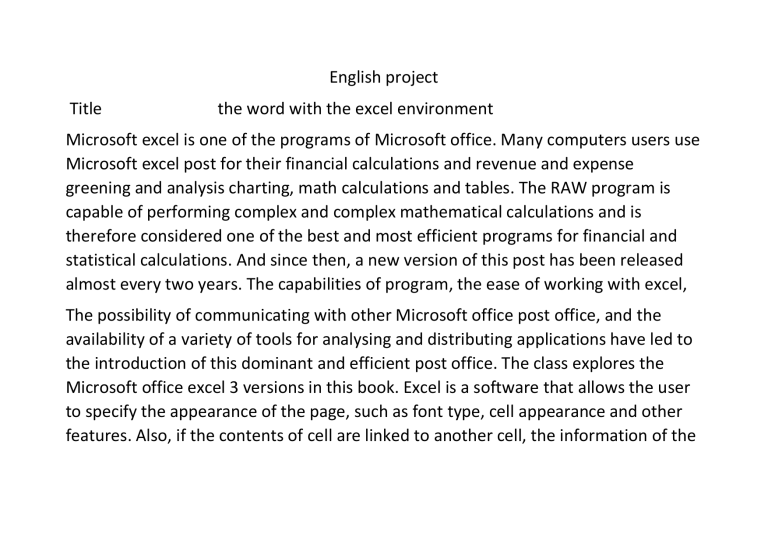 English project
Title the word with the excel environment
Microsoft excel is one of the programs of Microsoft office. Many computers users use
Microsoft excel post for their financial calculations and revenue and expense
greening and analysis charting, math calculations and tables. The RAW program is
capable of performing complex and complex mathematical calculations and is
therefore considered one of the best and most efficient programs for financial and
statistical calculations. And since then, a new version of this post has been released
almost every two years. The capabilities of program, the ease of working with excel,
The possibility of communicating with other Microsoft office post office, and the
availability of a variety of tools for analysing and distributing applications have led to
the introduction of this dominant and efficient post office. The class explores the
Microsoft office excel 3 versions in this book. Excel is a software that allows the user
to specify the appearance of the page, such as font type, cell appearance and other
features. Also, if the contents of cell are linked to another cell, the information of the